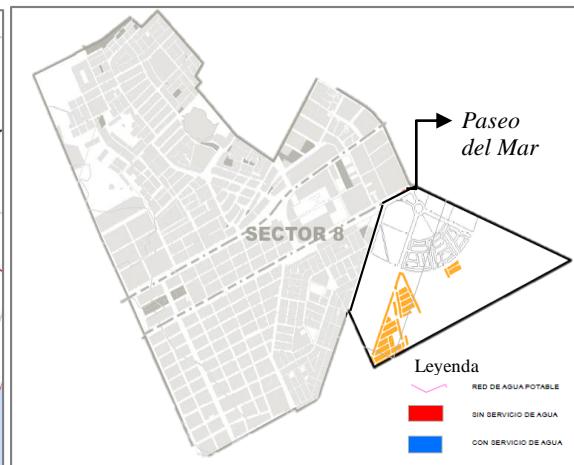 Paseo
del Mar
SECTOR 8
Leyenda
RED DE AGUA POTABLE
SIN SERVICIO DE AGUA
CON SERVICIO DE AGUA